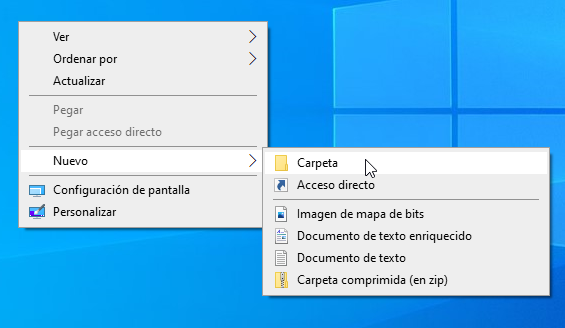 Ver
Ordenar por
Actualizar
Pegar
Pegar acceso directo
Nuevo
Configuración de pantalla
Personalizar
Carpeta
Acceso directo
Imagen de mapa de bits
Documento de texto enriquecido
Documento de texto
Carpeta comprimida (en zip)